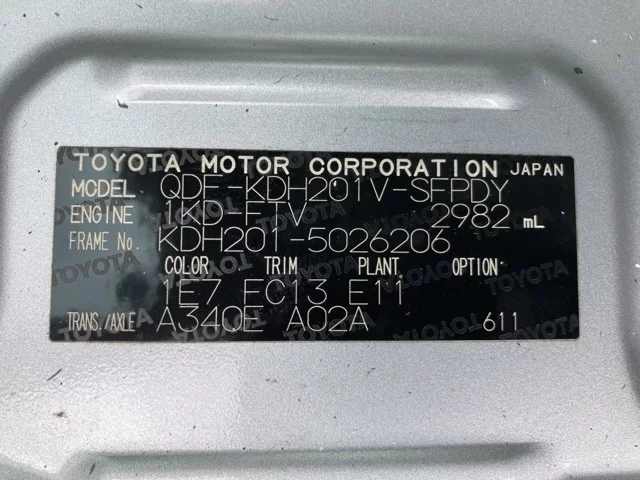 TOYOTA MOTOR CORPORATION JAPAN
MODEL QDF-KDH201V-SFPDY
ENGINE 1KD-FTV 2982 mL
FRAME No. KDH201-5026206
COLOR TRIM PLANT OPTION
1E7 FC13 E11
TRANS./AXLE A340E A02A 611